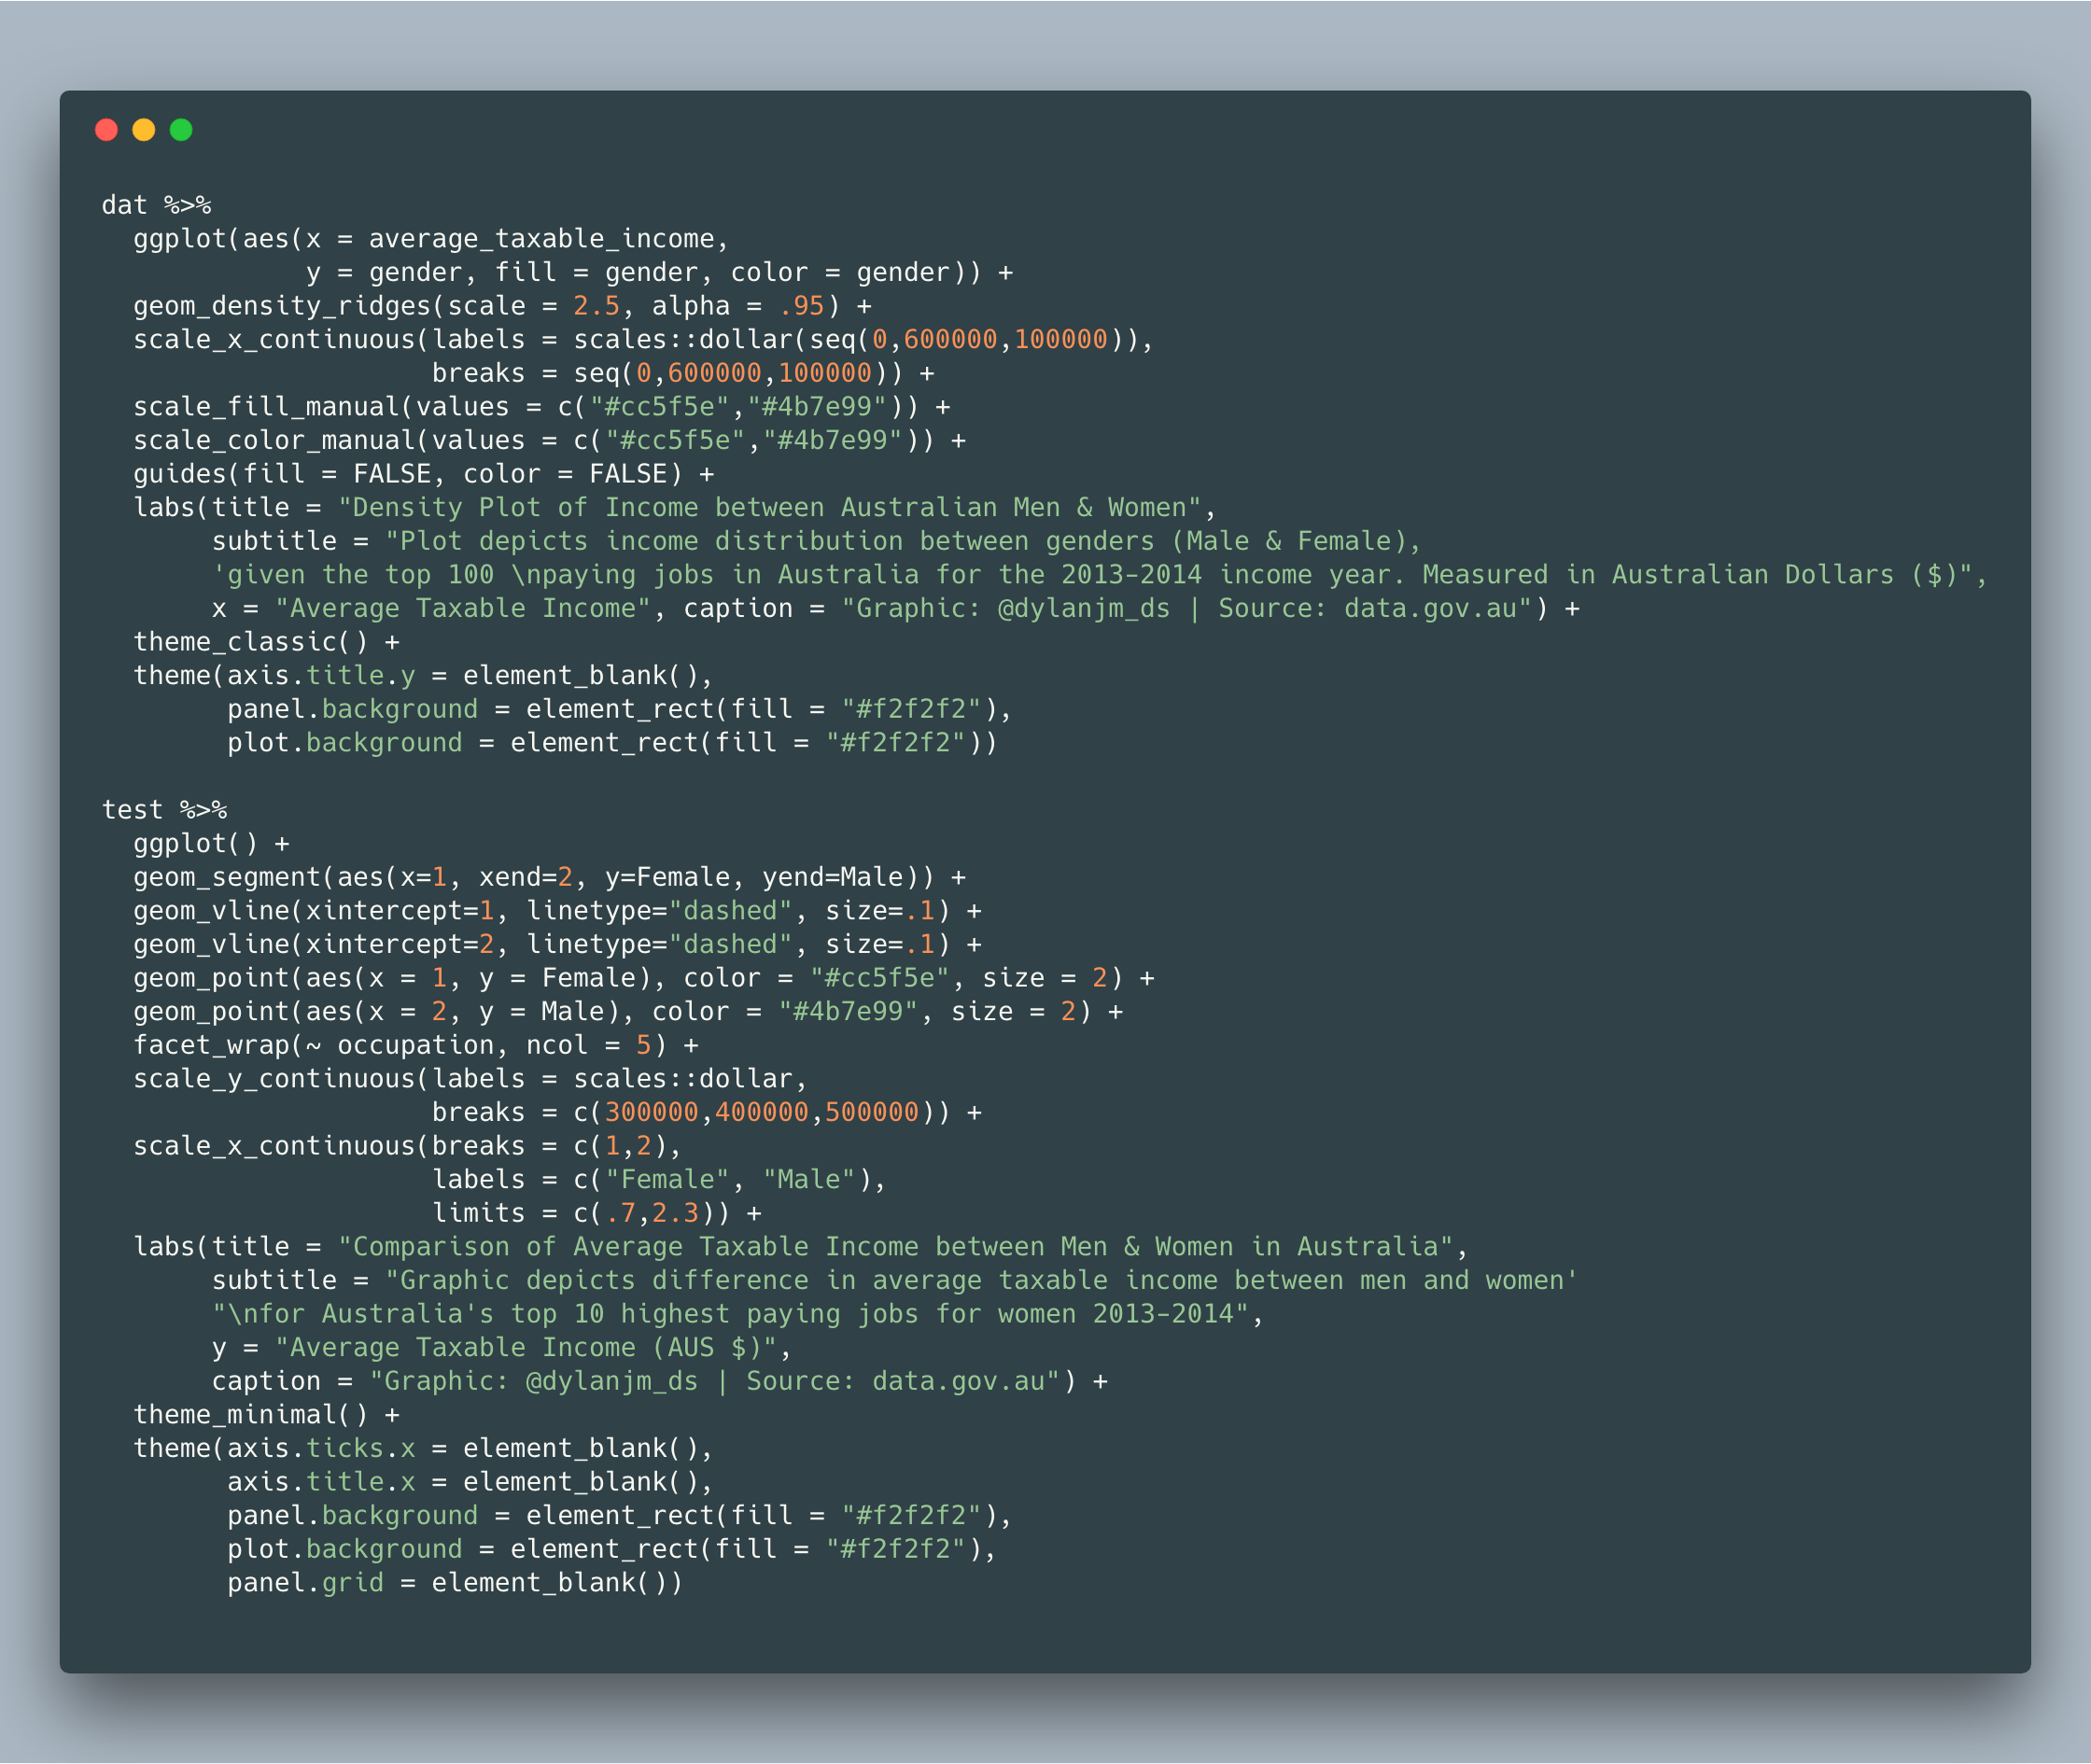 dat %>%
  ggplot(aes(x = average_taxable_income,
             y = gender, fill = gender, color = gender)) +
  geom_density_ridges(scale = 2.5, alpha = .95) +
  scale_x_continuous(labels = scales::dollar(seq(0,600000,100000)),
                     breaks = seq(0,600000,100000)) +
  scale_fill_manual(values = c("#cc5f5e","#4b7e99")) +
  scale_color_manual(values = c("#cc5f5e","#4b7e99")) +
  guides(fill = FALSE, color = FALSE) +
  labs(title = "Density Plot of Income between Australian Men & Women",
       subtitle = "Plot depicts income distribution between genders (Male & Female),
       'given the top 100 \npaying jobs in Australia for the 2013-2014 income year. Measured in Australian Dollars ($)",
       x = "Average Taxable Income", caption = "Graphic: @dylanjm_ds | Source: data.gov.au") +
  theme_classic() +
  theme(axis.title.y = element_blank(),
        panel.background = element_rect(fill = "#f2f2f2"),
        plot.background = element_rect(fill = "#f2f2f2"))

test %>%
  ggplot() +
  geom_segment(aes(x=1, xend=2, y=Female, yend=Male)) +
  geom_vline(xintercept=1, linetype="dashed", size=.1) +
  geom_vline(xintercept=2, linetype="dashed", size=.1) +
  geom_point(aes(x = 1, y = Female), color = "#cc5f5e", size = 2) +
  geom_point(aes(x = 2, y = Male), color = "#4b7e99", size = 2) +
  facet_wrap(~ occupation, ncol = 5) +
  scale_y_continuous(labels = scales::dollar,
                     breaks = c(300000,400000,500000)) +
  scale_x_continuous(breaks = c(1,2),
                     labels = c("Female", "Male"),
                     limits = c(.7,2.3)) +
  labs(title = "Comparison of Average Taxable Income between Men & Women in Australia",
       subtitle = "Graphic depicts difference in average taxable income between men and women'
       "\nfor Australia's top 10 highest paying jobs for women 2013-2014",
       y = "Average Taxable Income (AUS $)",
       caption = "Graphic: @dylanjm_ds | Source: data.gov.au") +
  theme_minimal() +
  theme(axis.ticks.x = element_blank(),
        axis.title.x = element_blank(),
        panel.background = element_rect(fill = "#f2f2f2"),
        plot.background = element_rect(fill = "#f2f2f2"),
        panel.grid = element_blank())